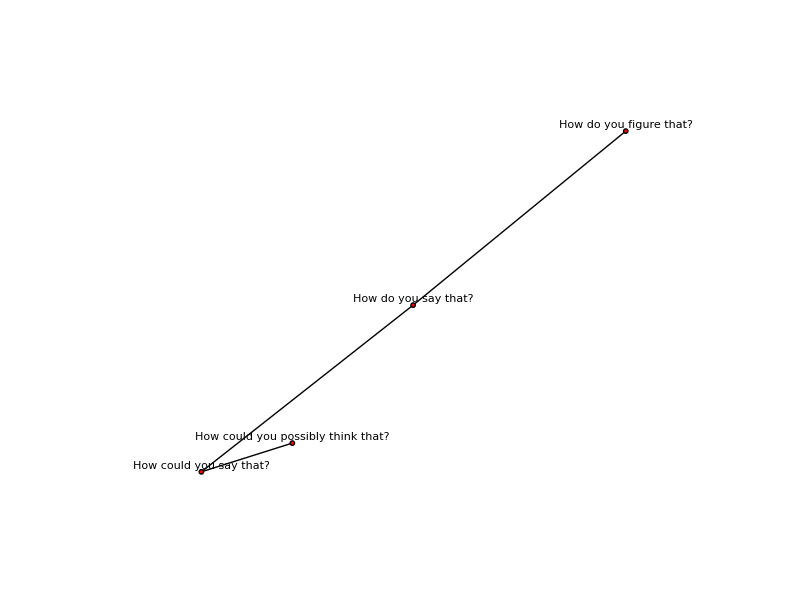 How do you figure that?
How do you say that?
How could you possibly think that?
How could you say that?